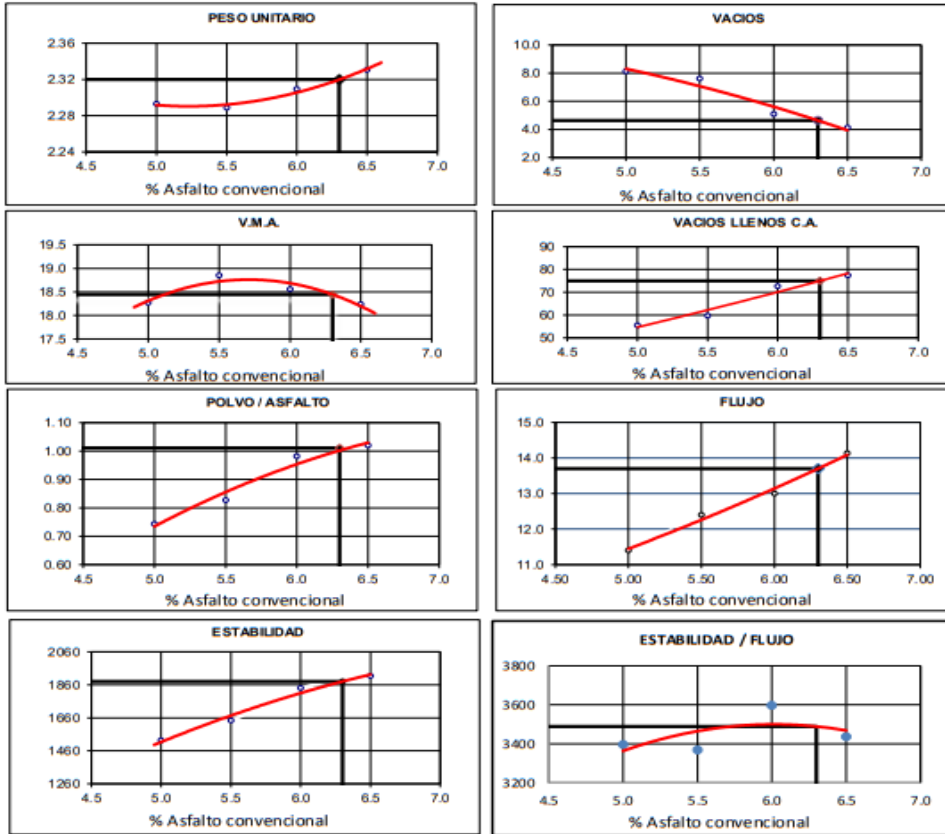 PESO UNITARIO
2.36
2.32
2.28
2.24
4.5 5.0 5.5 6.0 6.5 7.0
% Asfalto convencional
VACIOS
10.0
8.0
6.0
4.0
2.0
4.5 5.0 5.5 6.0 6.5 7.0
% Asfalto convencional
V.M.A.
19.5
19.0
18.5
18.0
17.5
4.5 5.0 5.5 6.0 6.5 7.0
% Asfalto convencional
VACIOS LLENOS C.A.
90
80
70
60
50
4.5 5.0 5.5 6.0 6.5 7.0
% Asfalto convencional
POLVO / ASFALTO
1.10
1.00
0.90
0.80
0.70
0.60
4.5 5.0 5.5 6.0 6.5 7.0
% Asfalto convencional
FLUJO
15.0
14.0
13.0
12.0
11.0
4.50 5.00 5.50 6.00 6.50 7.00
% Asfalto convencional
ESTABILIDAD
2060
1860
1660
1460
1260
4.5 5.0 5.5 6.0 6.5 7.0
% Asfalto convencional
ESTABILIDAD / FLUJO
3800
3600
3400
3200
4.5 5.0 5.5 6.0 6.5 7.0
% Asfalto convencional